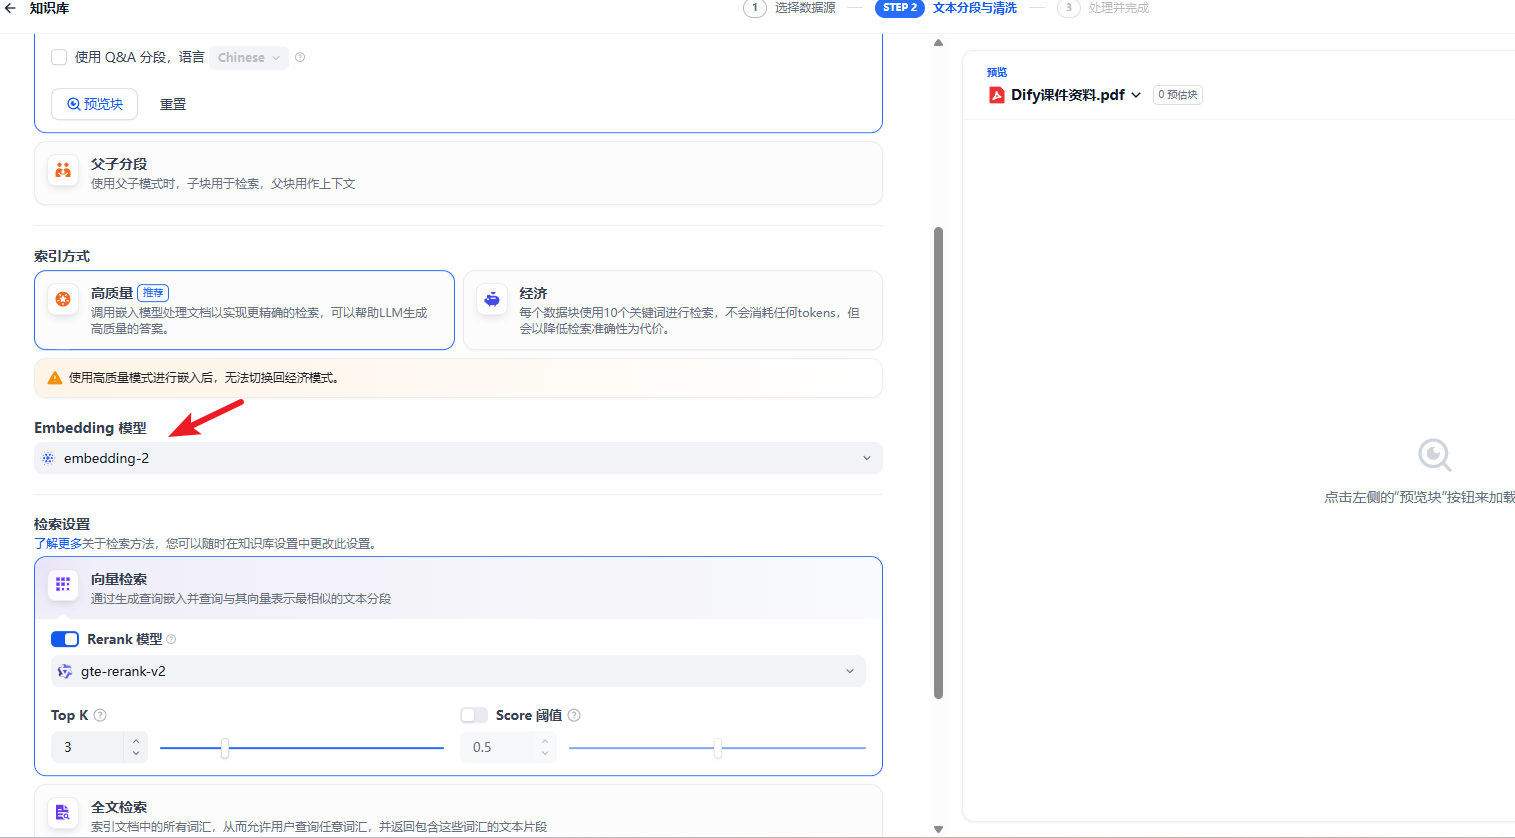 知识库
1 选择数据源
STEP 2 文本分段与清洗
3 处理并完成
使用 Q&A 分段，语言 Chinese
预览块 重置
父子分段
使用父子模式时，子块用于检索，父块用作上下文
索引方式
高质量 推荐
调用嵌入模型处理文档以实现更精确的检索，可以帮助LLM生成
高质量的答案。
经济
每个数据块使用10个关键词进行检索，不会消耗任何tokens，但
会以降低检索准确性为代价。
使用高质量模式进行嵌入后，无法切换回经济模式。
Embedding 模型
embedding-2
检索设置
了解更多关于检索方法，您可以随时在知识库设置中更改此设置。
向量检索
通过生成查询嵌入并查询与其向量表示最相似的文本分段
Rerank 模型
gte-rerank-v2
Top K
3
Score 阈值
0.5
全文检索
索引文档中的所有词汇，从而允许用户查询任意词汇，并返回包含这些词汇的文本片段
预览
Dify课件资料.pdf 0 预估块
点击左侧的“预览块”按钮来加载